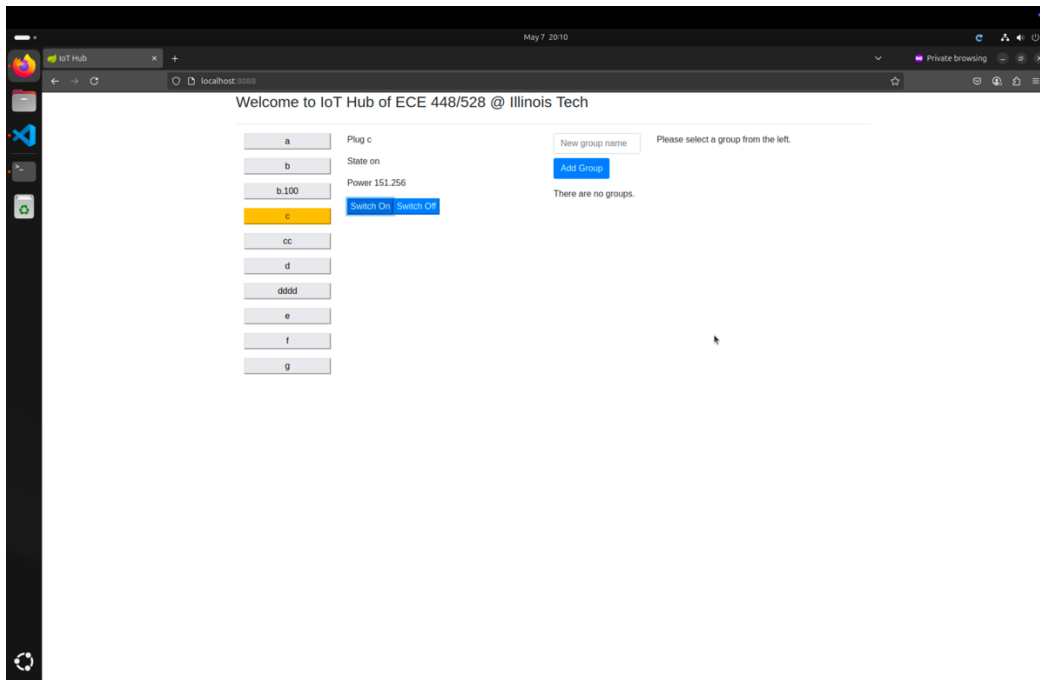 May 7 20:10
IoT Hub
Private browsing
localhost:8088
Welcome to IoT Hub of ECE 448/528 @ Illinois Tech
a
b
b.100
c
cc
d
dddd
e
f
g
Plug c
State on
Power 151.256
Switch On Switch Off
New group name
Add Group
There are no groups.
Please select a group from the left.